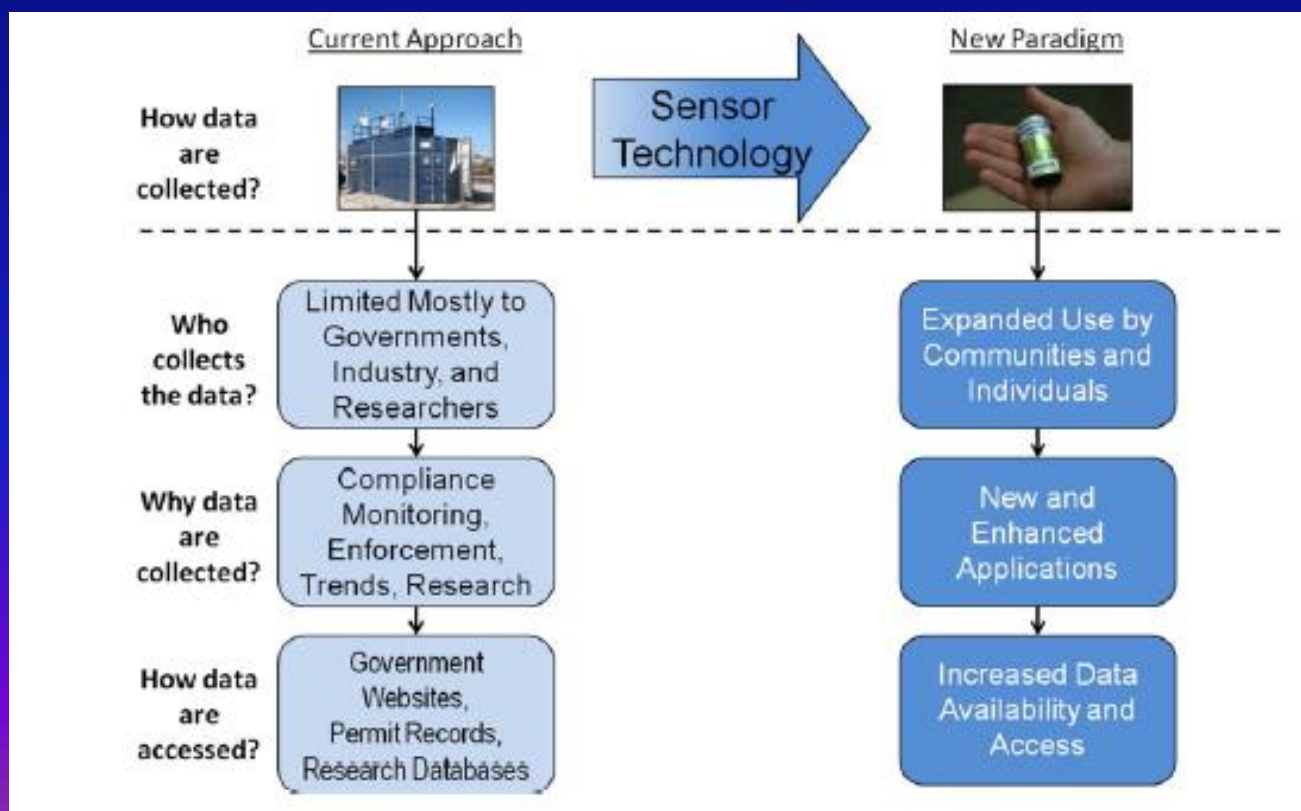 Current Approach
New Paradigm
How data
are
collected?
Sensor
Technology
Who
collects
the data?
Limited Mostly to
Governments,
Industry, and
Researchers
Expanded Use by
Communities and
Individuals
Why data
are
collected?
Compliance
Monitoring,
Enforcement,
Trends, Research
New and
Enhanced
Applications
How data
are
accessed?
Government
Websites,
Permit Records,
Research Databases
Increased Data
Availability and
Access